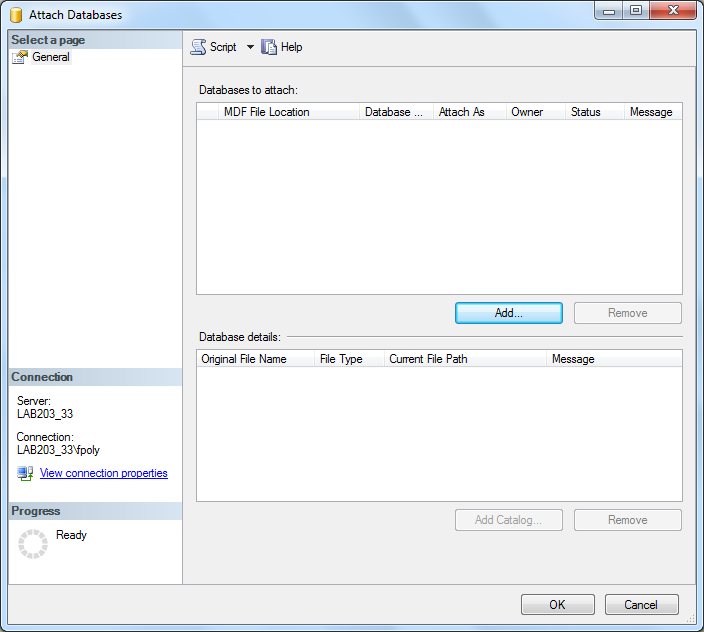 Attach Databases
Select a page
General
Script Help
Databases to attach:
MDF File Location Database ... Attach As Owner Status Message
Add... Remove
Database details:
Original File Name File Type Current File Path Message
Add Catalog... Remove
Connection
Server:
LAB203_33
Connection:
LAB203_33\fpoly
View connection properties
Progress
Ready
OK Cancel